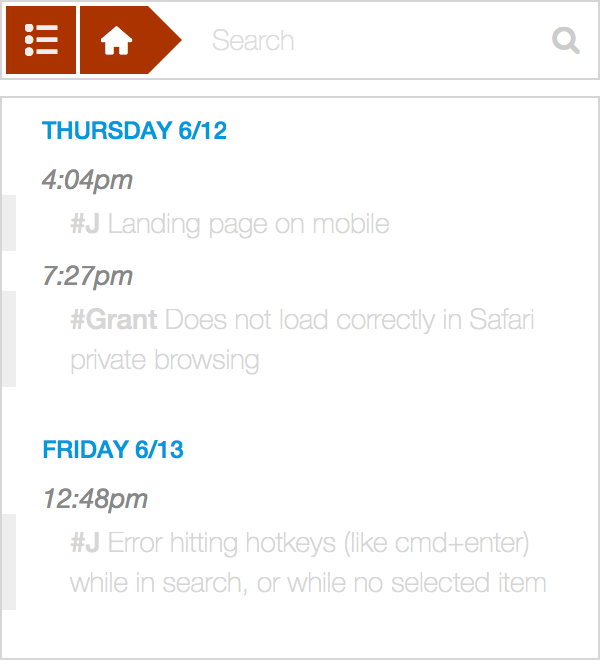 Search
THURSDAY 6/12
4:04pm
#J Landing page on mobile
7:27pm
#Grant Does not load correctly in Safari
private browsing
FRIDAY 6/13
12:48pm
#J Error hitting hotkeys (like cmd+enter)
while in search, or while no selected item